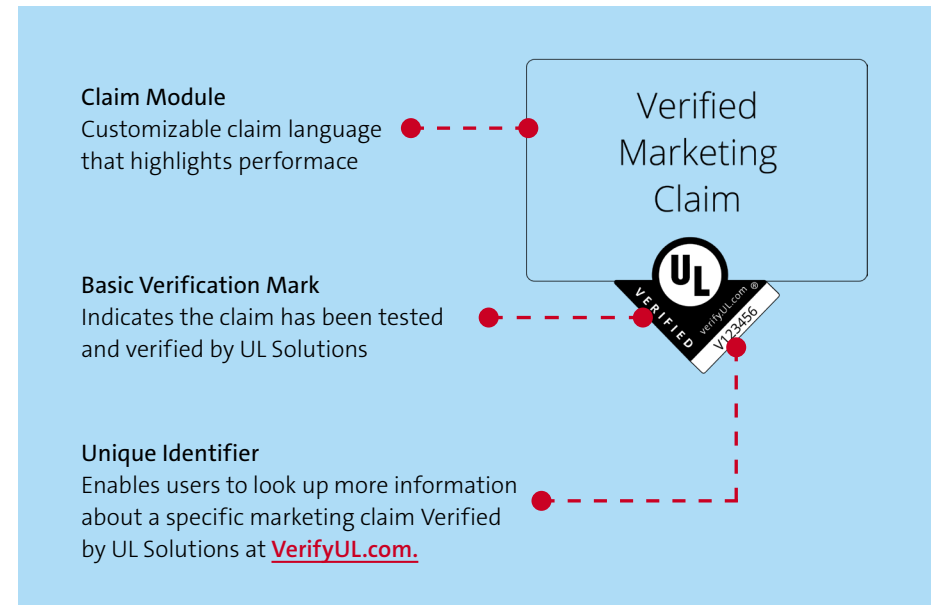 Claim Module
Customizable claim language
that highlights performace
Verified
Marketing
Claim
Basic Verification Mark
Indicates the claim has been tested
and verified by UL Solutions
UL
VERIFIED
verifyUL.com ®
V123456
Unique Identifier
Enables users to look up more information
about a specific marketing claim Verified
by UL Solutions at VerifyUL.com.